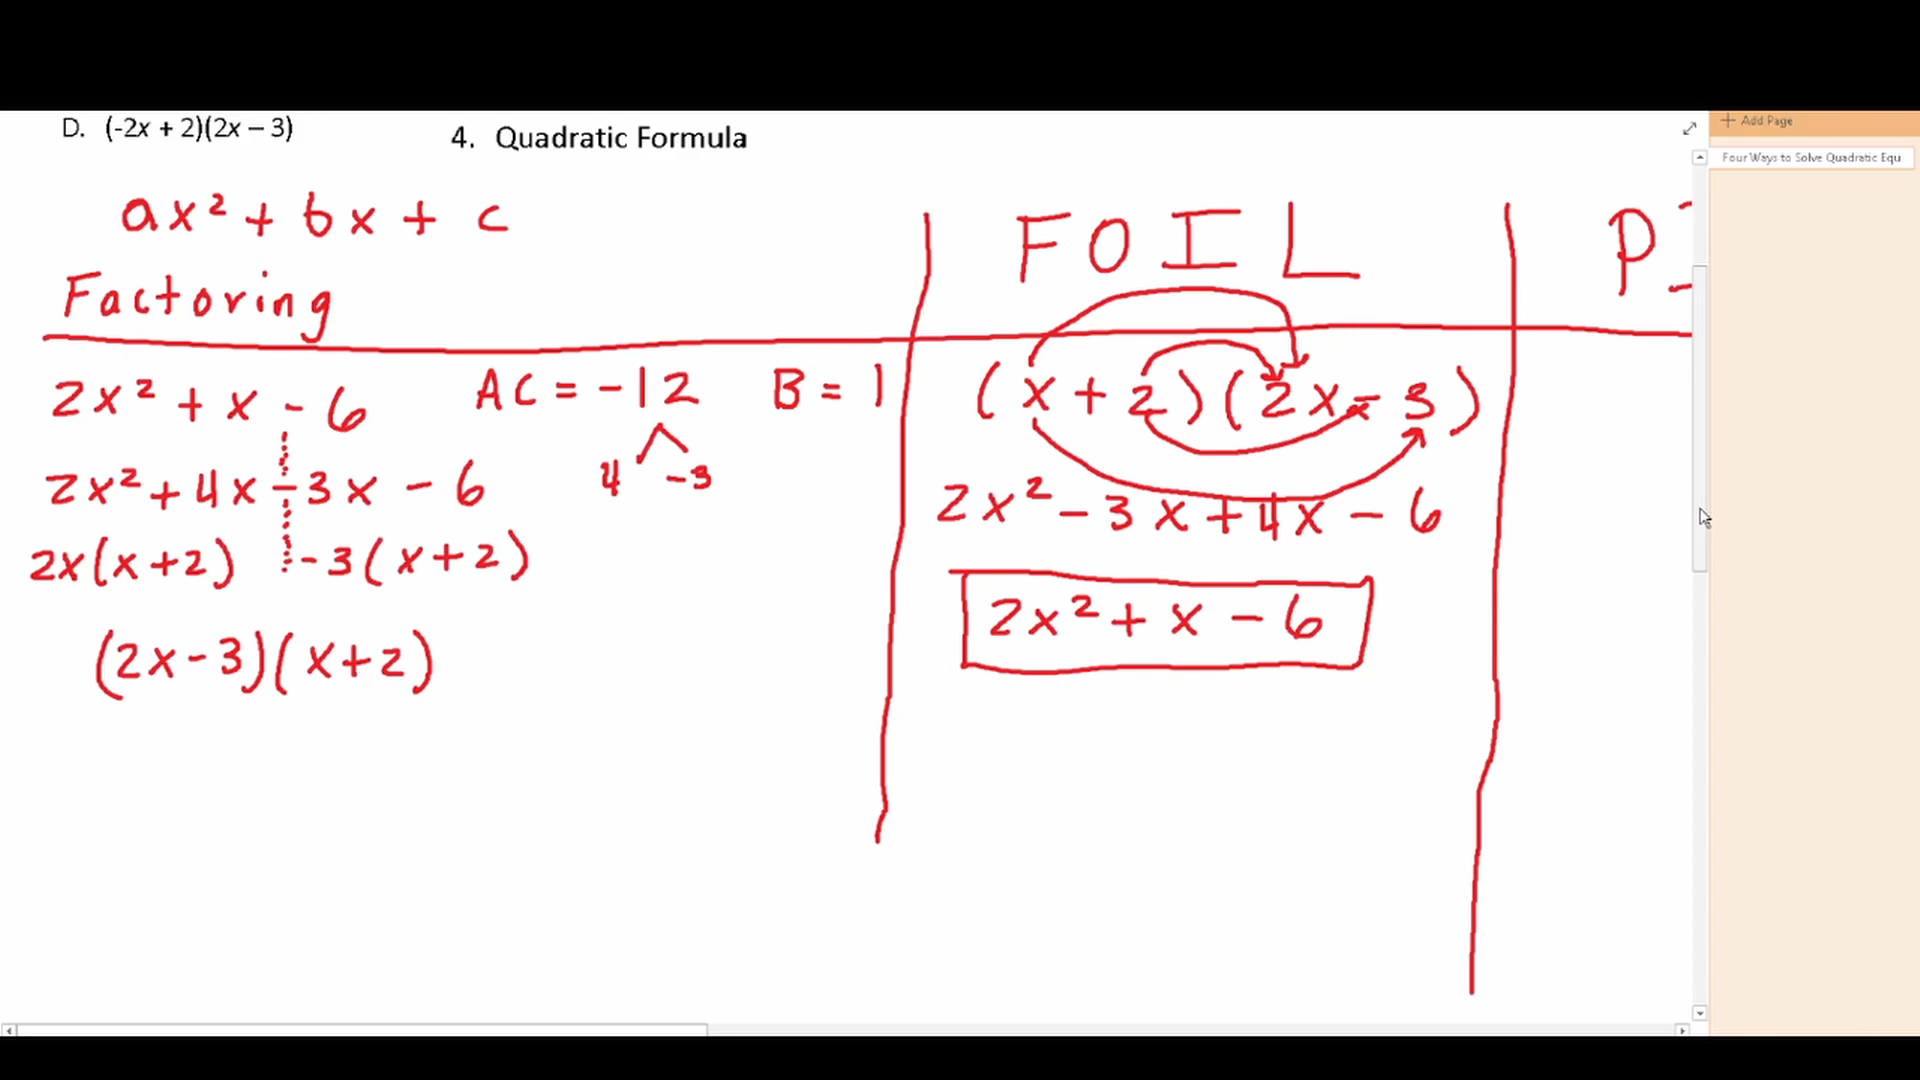 D. (-2x + 2)(2x – 3)
4. Quadratic Formula
+ Add Page
Four Ways to Solve Quadratic Equ
ax² + bx + c
Factoring
2x² + x - 6
AC = -12
B = 1
4 -3
2x² + 4x - 3x - 6
2x(x+2) -3(x+2)
(2x-3)(x+2)
FOIL
(x+2)(2x-3)
2x² - 3x + 4x - 6
2x² + x - 6
P